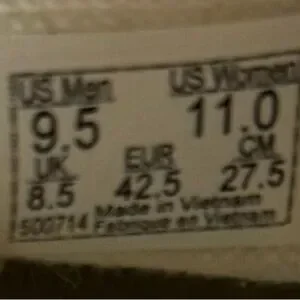 US Men US Women
9.5 11.0
UK EUR CM
8.5 42.5 27.5
500714 Made in Vietnam
Fabrique en Vietnam